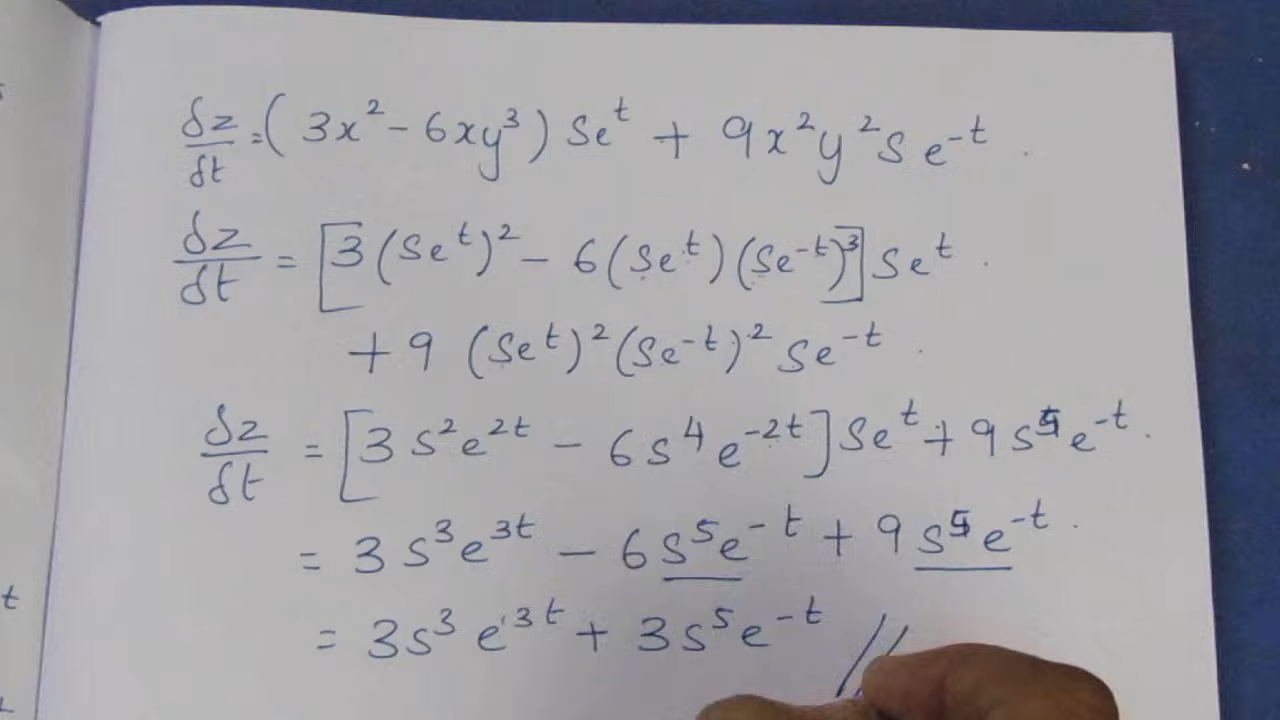 δz/δt = (3x² - 6xy³) Se^t + 9x²y²s e^-t .
δz/δt = [3(Se^t)² - 6(Se^t)(Se^-t)³] Se^t .
+ 9 (Se^t)²(Se^-t)² Se^-t .
δz/δt = [3s²e^2t - 6s⁴e^-2t] Se^t + 9s⁵e^-t .
= 3s³e^3t - 6s⁵e^-t + 9s⁵e^-t .
= 3s³e^3t + 3s⁵e^-t //
t